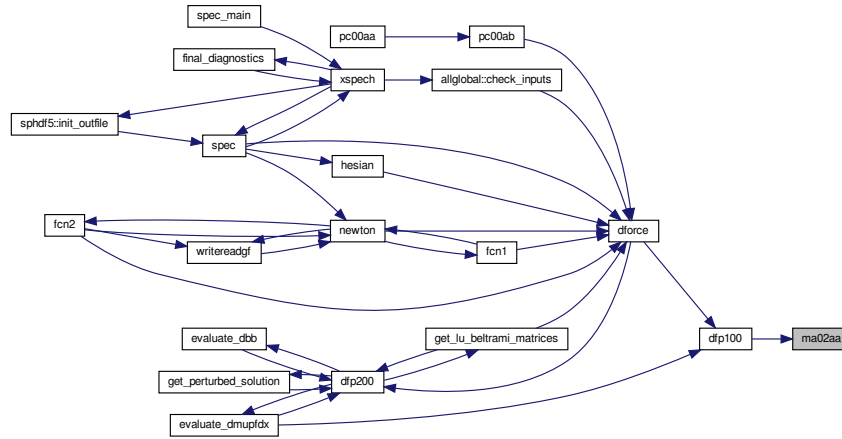 spec_main
pc00aa
pc00ab
final_diagnostics
xspech
allglobal::check_inputs
sphdf5::init_outfile
spec
hesian
fcn2
newton
dforce
writereadgf
fcn1
evaluate_dbb
get_lu_beltrami_matrices
dfp100
ma02aa
get_perturbed_solution
dfp200
evaluate_dmupfdx